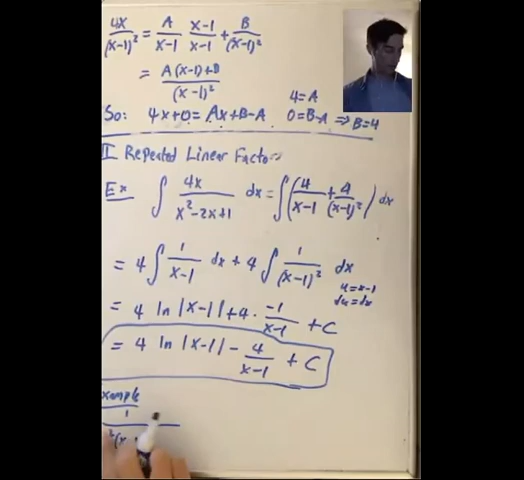 4x/(x-1)² = A/(x-1) x-1/x-1 + B/(x-1)²
= A(x-1)+B/(x-1)²
4=A
So: 4x+0 = Ax+B-A 0=B-A ⇒ B=4
II Repeated Linear Factors
Ex ∫ 4x/(x²-2x+1) dx = ∫(4/(x-1) + 4/(x-1)²) dx
= 4∫ 1/(x-1) dx + 4∫ 1/(x-1)² dx
u=x-1
du=dx
= 4 ln|x-1| + 4· -1/(x-1) + C
= 4 ln|x-1| - 4/(x-1) + C
xample
1